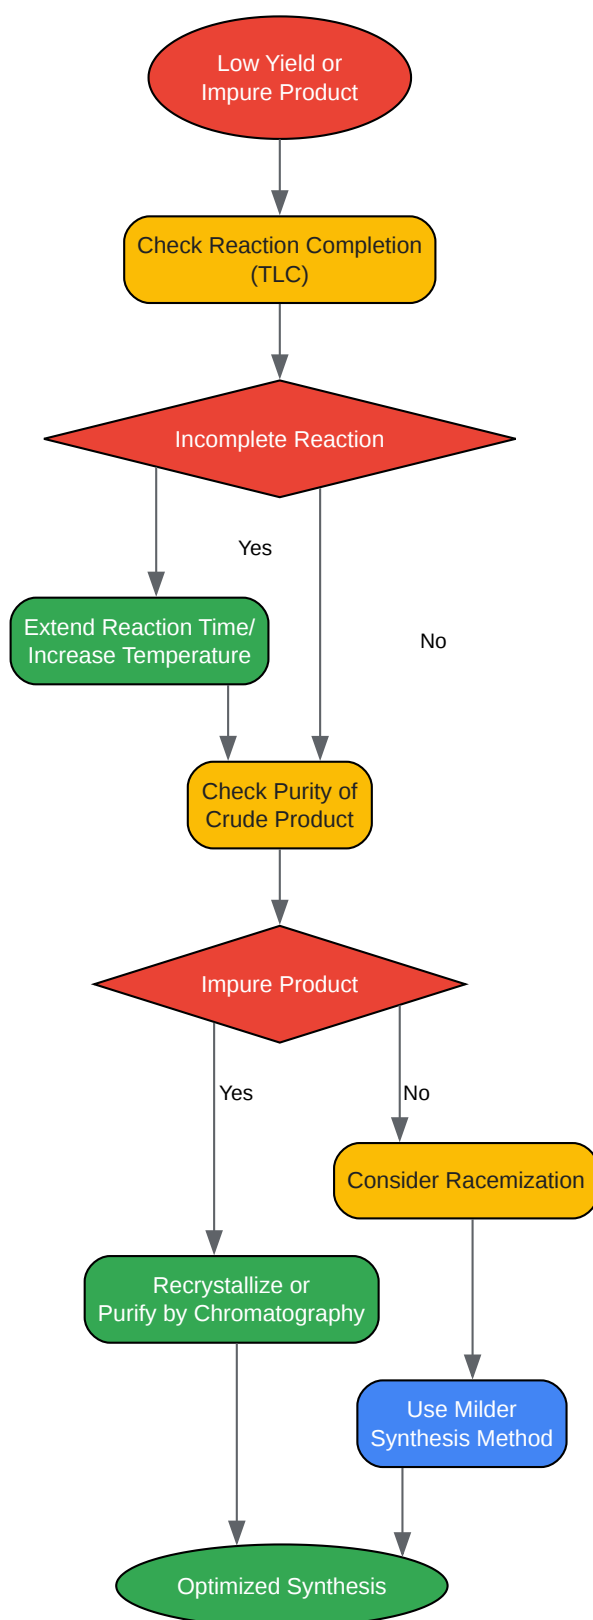 Low Yield or
Impure Product
Check Reaction Completion
(TLC)
Incomplete Reaction
Yes
Extend Reaction Time/
Increase Temperature
No
Check Purity of
Crude Product
Impure Product
Yes
No
Consider Racemization
Recrystallize or
Purify by Chromatography
Use Milder
Synthesis Method
Optimized Synthesis